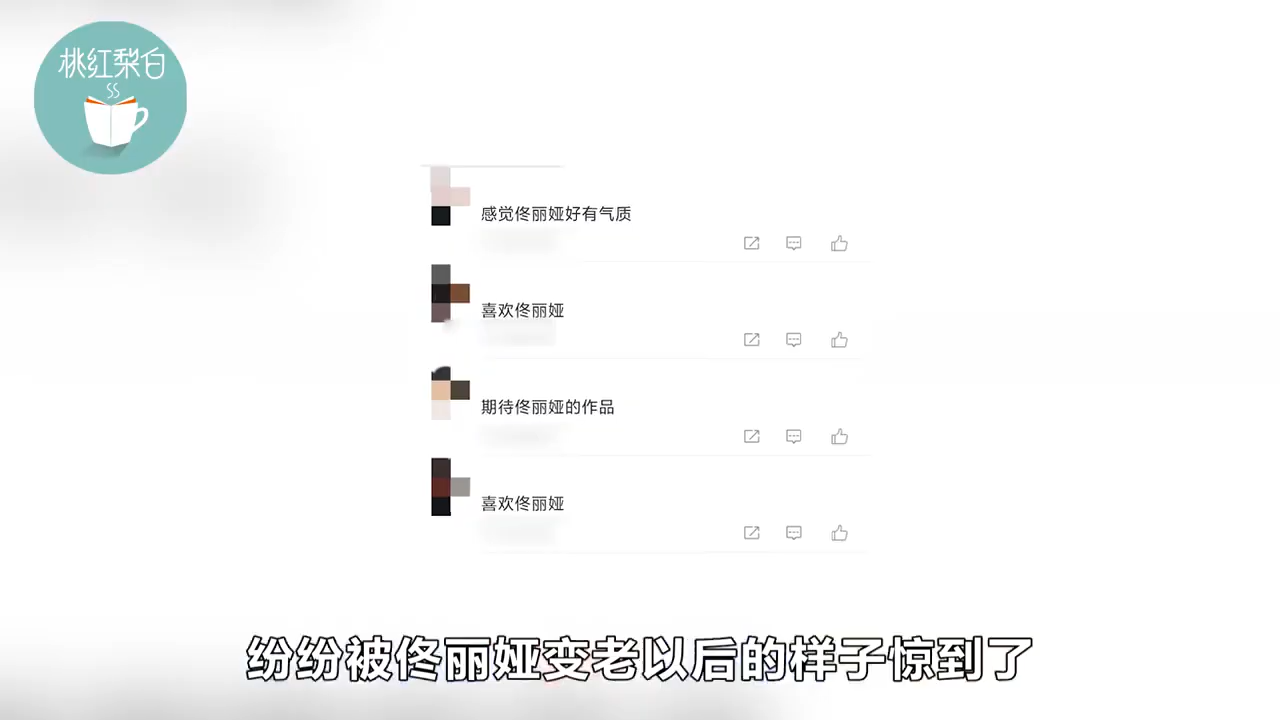 桃红梨白
感觉佟丽娅好有气质
喜欢佟丽娅
期待佟丽娅的作品
喜欢佟丽娅
纷纷被佟丽娅变老以后的样子惊到了